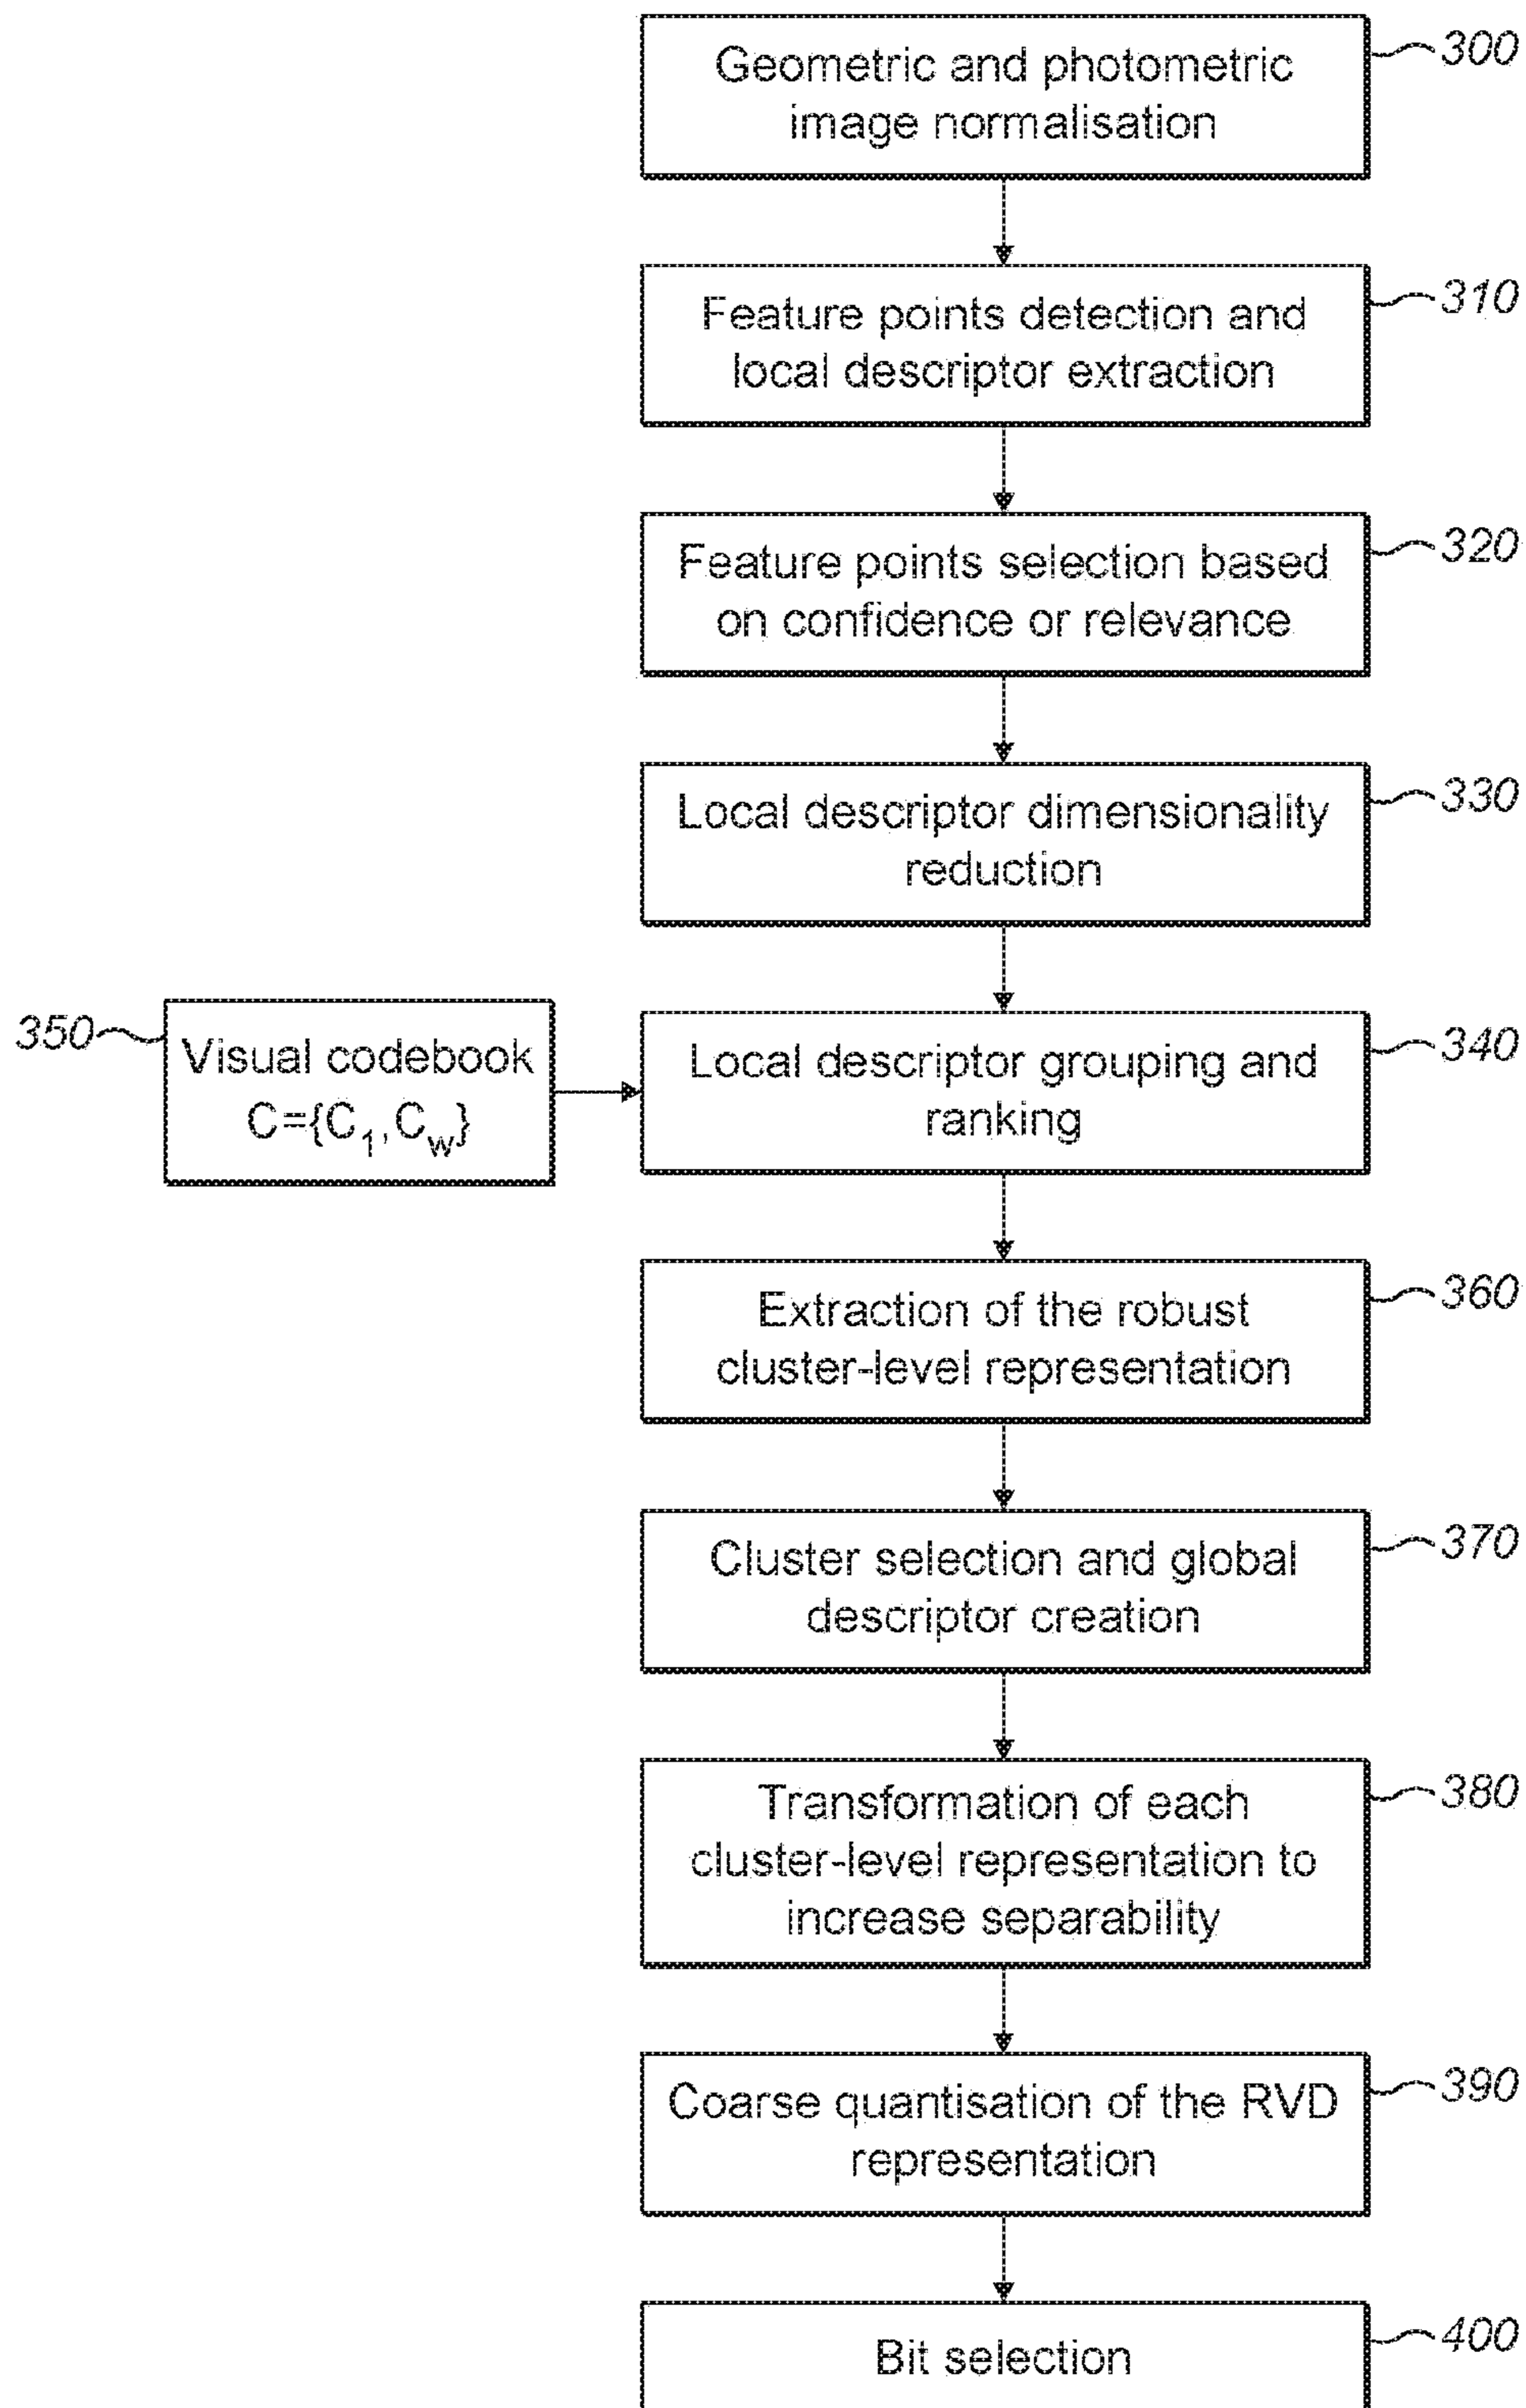 Geometric and photometric
image normalisation
300
Feature points detection and
local descriptor extraction
310
Feature points selection based
on confidence or relevance
320
Local descriptor dimensionality
reduction
330
350
Visual codebook
C={C1,Cw}
Local descriptor grouping and
ranking
340
Extraction of the robust
cluster-level representation
360
Cluster selection and global
descriptor creation
370
Transformation of each
cluster-level representation to
increase separability
380
Coarse quantisation of the RVD
representation
390
Bit selection
400